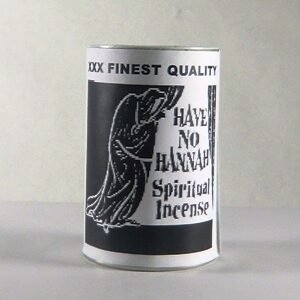 XXX FINEST QUALITY
HAVE
NO
HANNAH
Spiritual
Incense